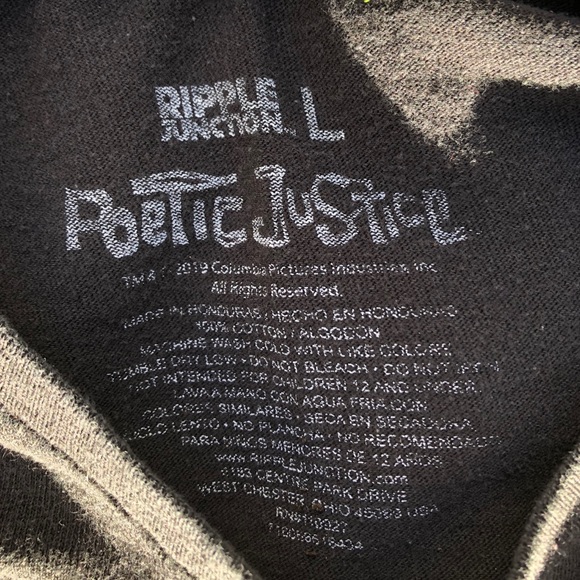 RIPPLE
JUNCTION L
POETIC JUSTICE
TM & © 2019 Columbia Pictures Industries, Inc.
All Rights Reserved.
MADE IN HONDURAS / HECHO EN HONDURAS
100% COTTON / ALGODON
MACHINE WASH COLD WITH LIKE COLORS
TUMBLE DRY LOW • DO NOT BLEACH • DO NOT IRON
NOT INTENDED FOR CHILDREN 12 AND UNDER
LAVA A MANO CON AGUA FRIA CON
COLORES SIMILARES • SECA EN SECADORA
CICLO LENTO • NO PLANCHA • NO RECOMENDADO
PARA NIÑOS MENORES DE 12 AÑOS
www.RIPPLEJUNCTION.com
CENTRE PARK DRIVE
WEST CHESTER, OHIO 45069 USA